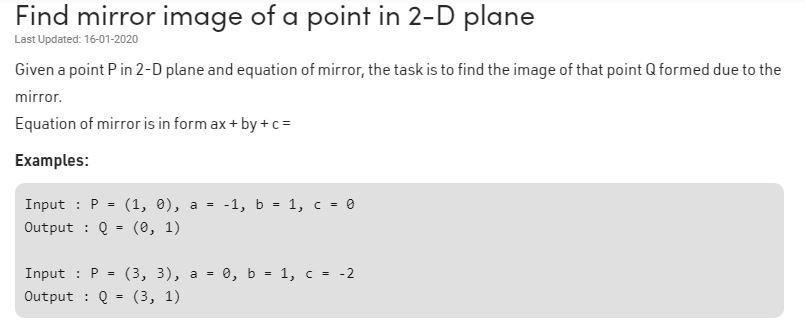 Find mirror image of a point in 2-D plane
Last Updated: 16-01-2020
Given a point P in 2-D plane and equation of mirror, the task is to find the image of that point Q formed due to the
mirror.
Equation of mirror is in form ax + by + c =
Examples:
Input : P = (1, 0), a = -1, b = 1, c = 0
Output : Q = (0, 1)
Input : P = (3, 3), a = 0, b = 1, c = -2
Output : Q = (3, 1)